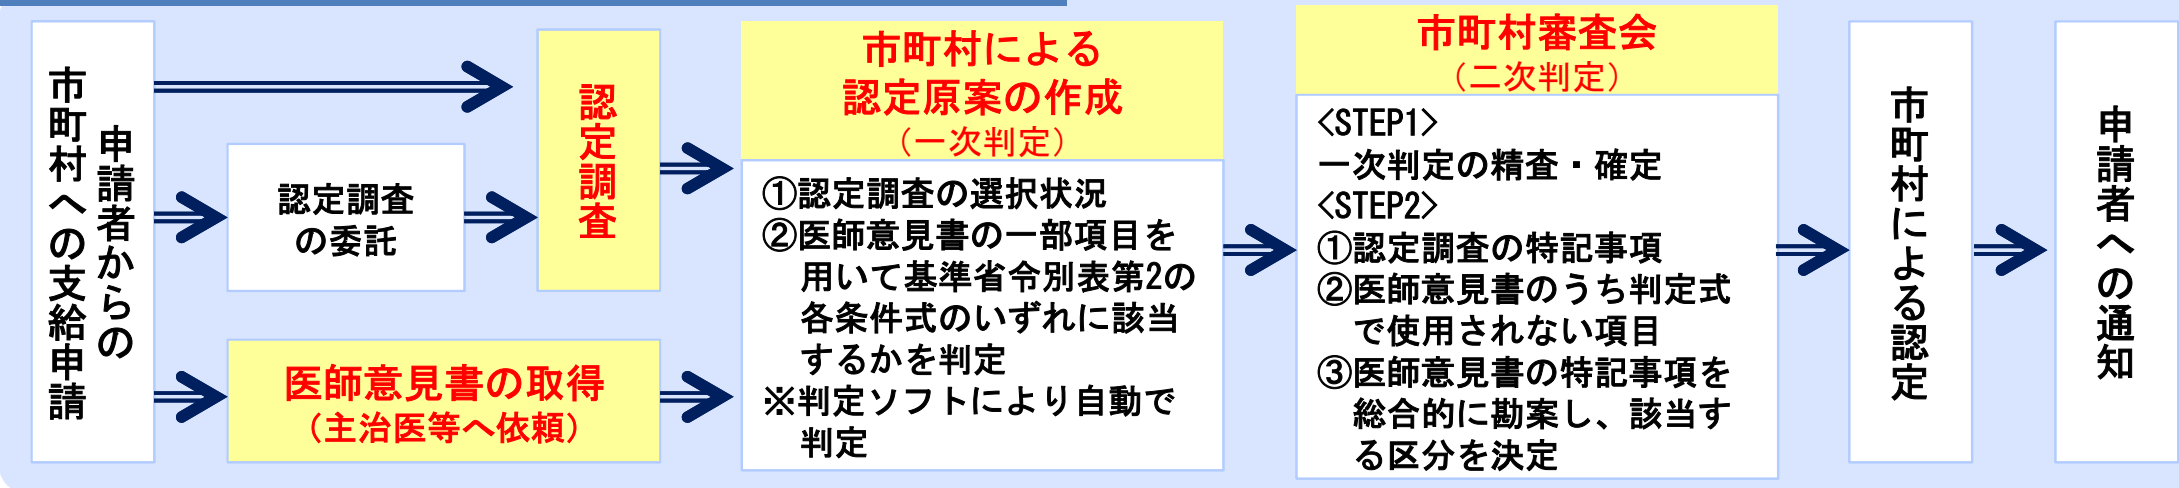 申請者からの
市町村への支給申請
認定調査
の委託
認定調査
医師意見書の取得
（主治医等へ依頼）
市町村による
認定原案の作成
（一次判定）
①認定調査の選択状況
②医師意見書の一部項目を
用いて基準省令別表第2の
各条件式のいずれに該当
するかを判定
※判定ソフトにより自動で
判定
市町村審査会
（二次判定）
<STEP1>
一次判定の精査・確定
<STEP2>
①認定調査の特記事項
②医師意見書のうち判定式
で使用されない項目
③医師意見書の特記事項を
総合的に勘案し、該当す
る区分を決定
市町村による認定
申請者への通知